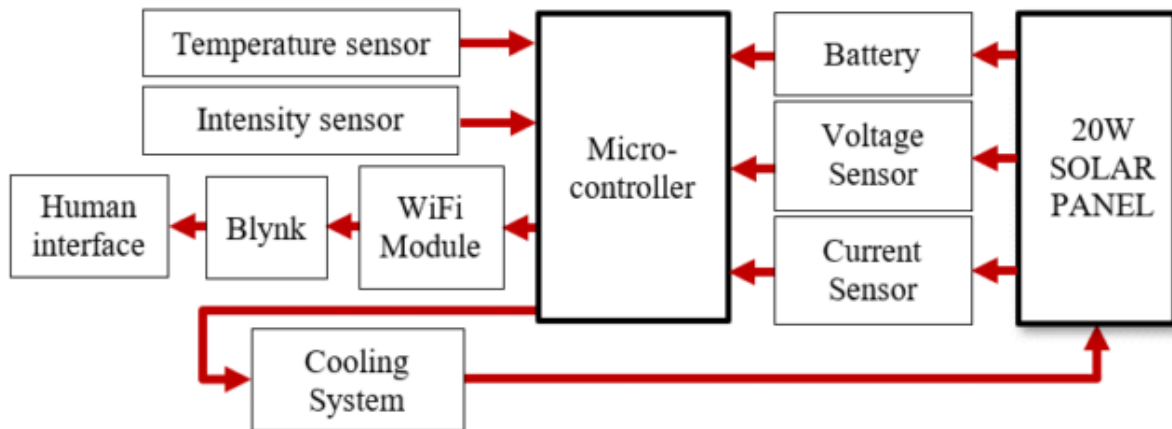 Temperature sensor
Intensity sensor
Human
interface
Blynk
WiFi
Module
Cooling
System
Micro-
controller
Battery
Voltage
Sensor
Current
Sensor
20W
SOLAR
PANEL